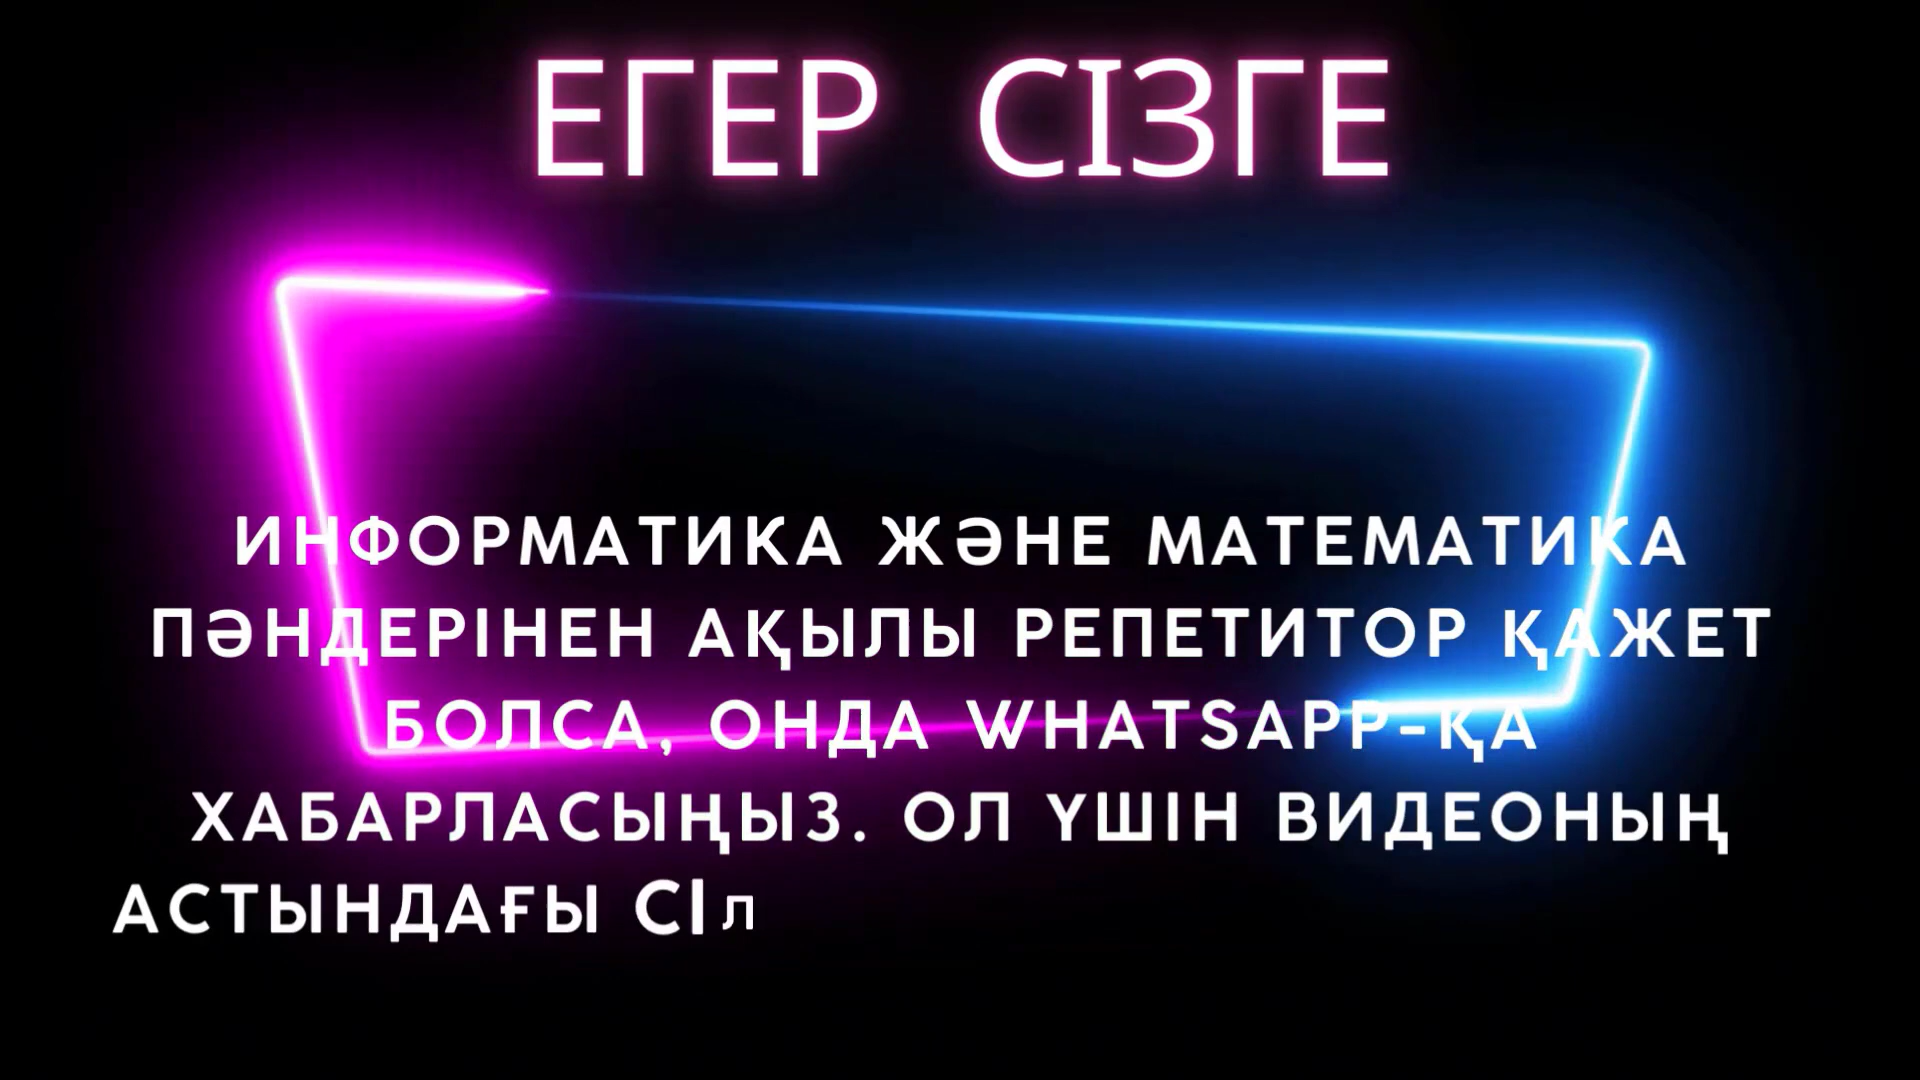 ЕГЕР СІЗГЕ
ИНФОРМАТИКА ЖӘНЕ МАТЕМАТИКА
ПӘНДЕРІНЕН АҚЫЛЫ РЕПЕТИТОР ҚАЖЕТ
БОЛСА, ОНДА WHATSAPP-ҚА
ХАБАРЛАСЫҢЫЗ. ОЛ ҮШІН ВИДЕОНЫҢ
АСТЫНДАҒЫ СІЛ